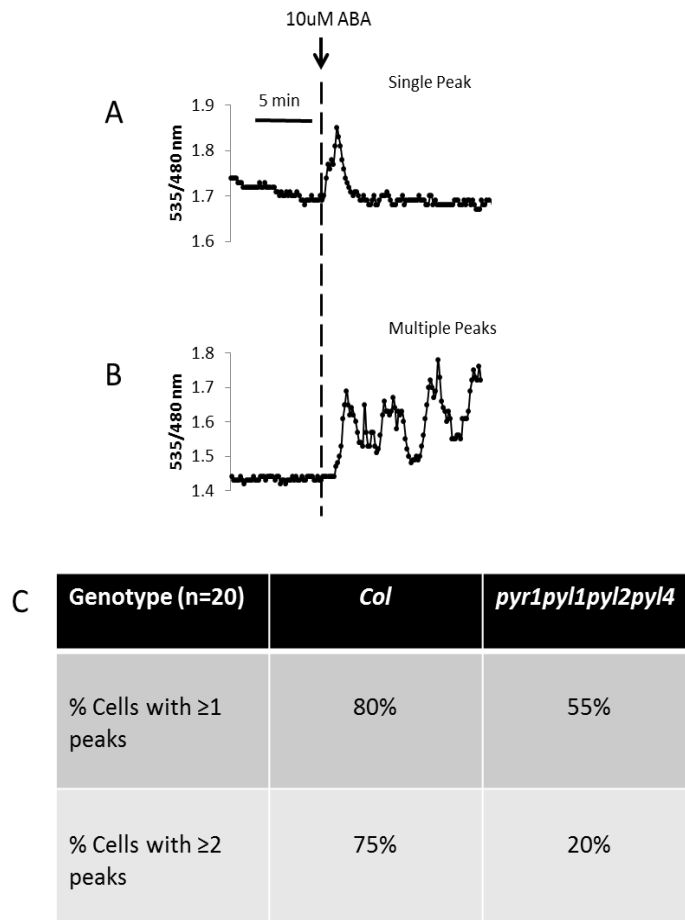 10uM ABA
A
5 min
Single Peak
535/480 nm
1.9
1.8
1.7
1.6
B
Multiple Peaks
535/480 nm
1.8
1.7
1.6
1.5
1.4
C
Genotype (n=20) Col pyr1pyl1pyl2pyl4
% Cells with ≥1 80% 55%
peaks
% Cells with ≥2 75% 20%
peaks